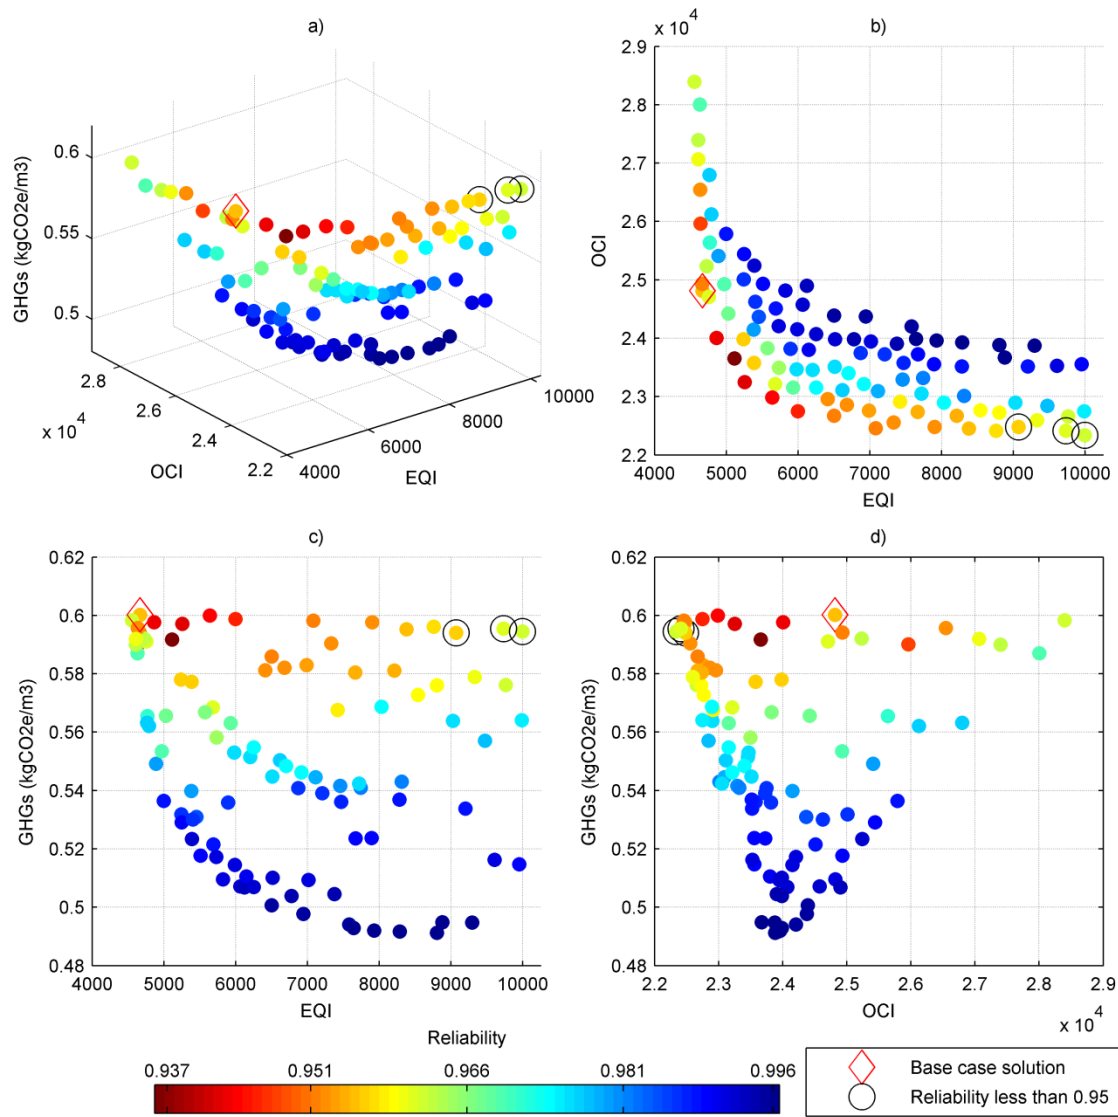 a)
GHGs (kgCO2e/m3)
0.6
0.55
0.5
2.8
2.6
2.4
2.2
x 10^4
OCI
4000
6000
8000
10000
EQI
b)
x 10^4
OCI
2.9
2.8
2.7
2.6
2.5
2.4
2.3
2.2
4000 5000 6000 7000 8000 9000 10000
EQI
c)
GHGs (kgCO2e/m3)
0.62
0.6
0.58
0.56
0.54
0.52
0.5
0.48
4000 5000 6000 7000 8000 9000 10000
EQI
d)
GHGs (kgCO2e/m3)
0.62
0.6
0.58
0.56
0.54
0.52
0.5
0.48
2.2 2.3 2.4 2.5 2.6 2.7 2.8 2.9
OCI
x 10^4
Reliability
0.937 0.951 0.966 0.981 0.996
Base case solution
Reliability less than 0.95